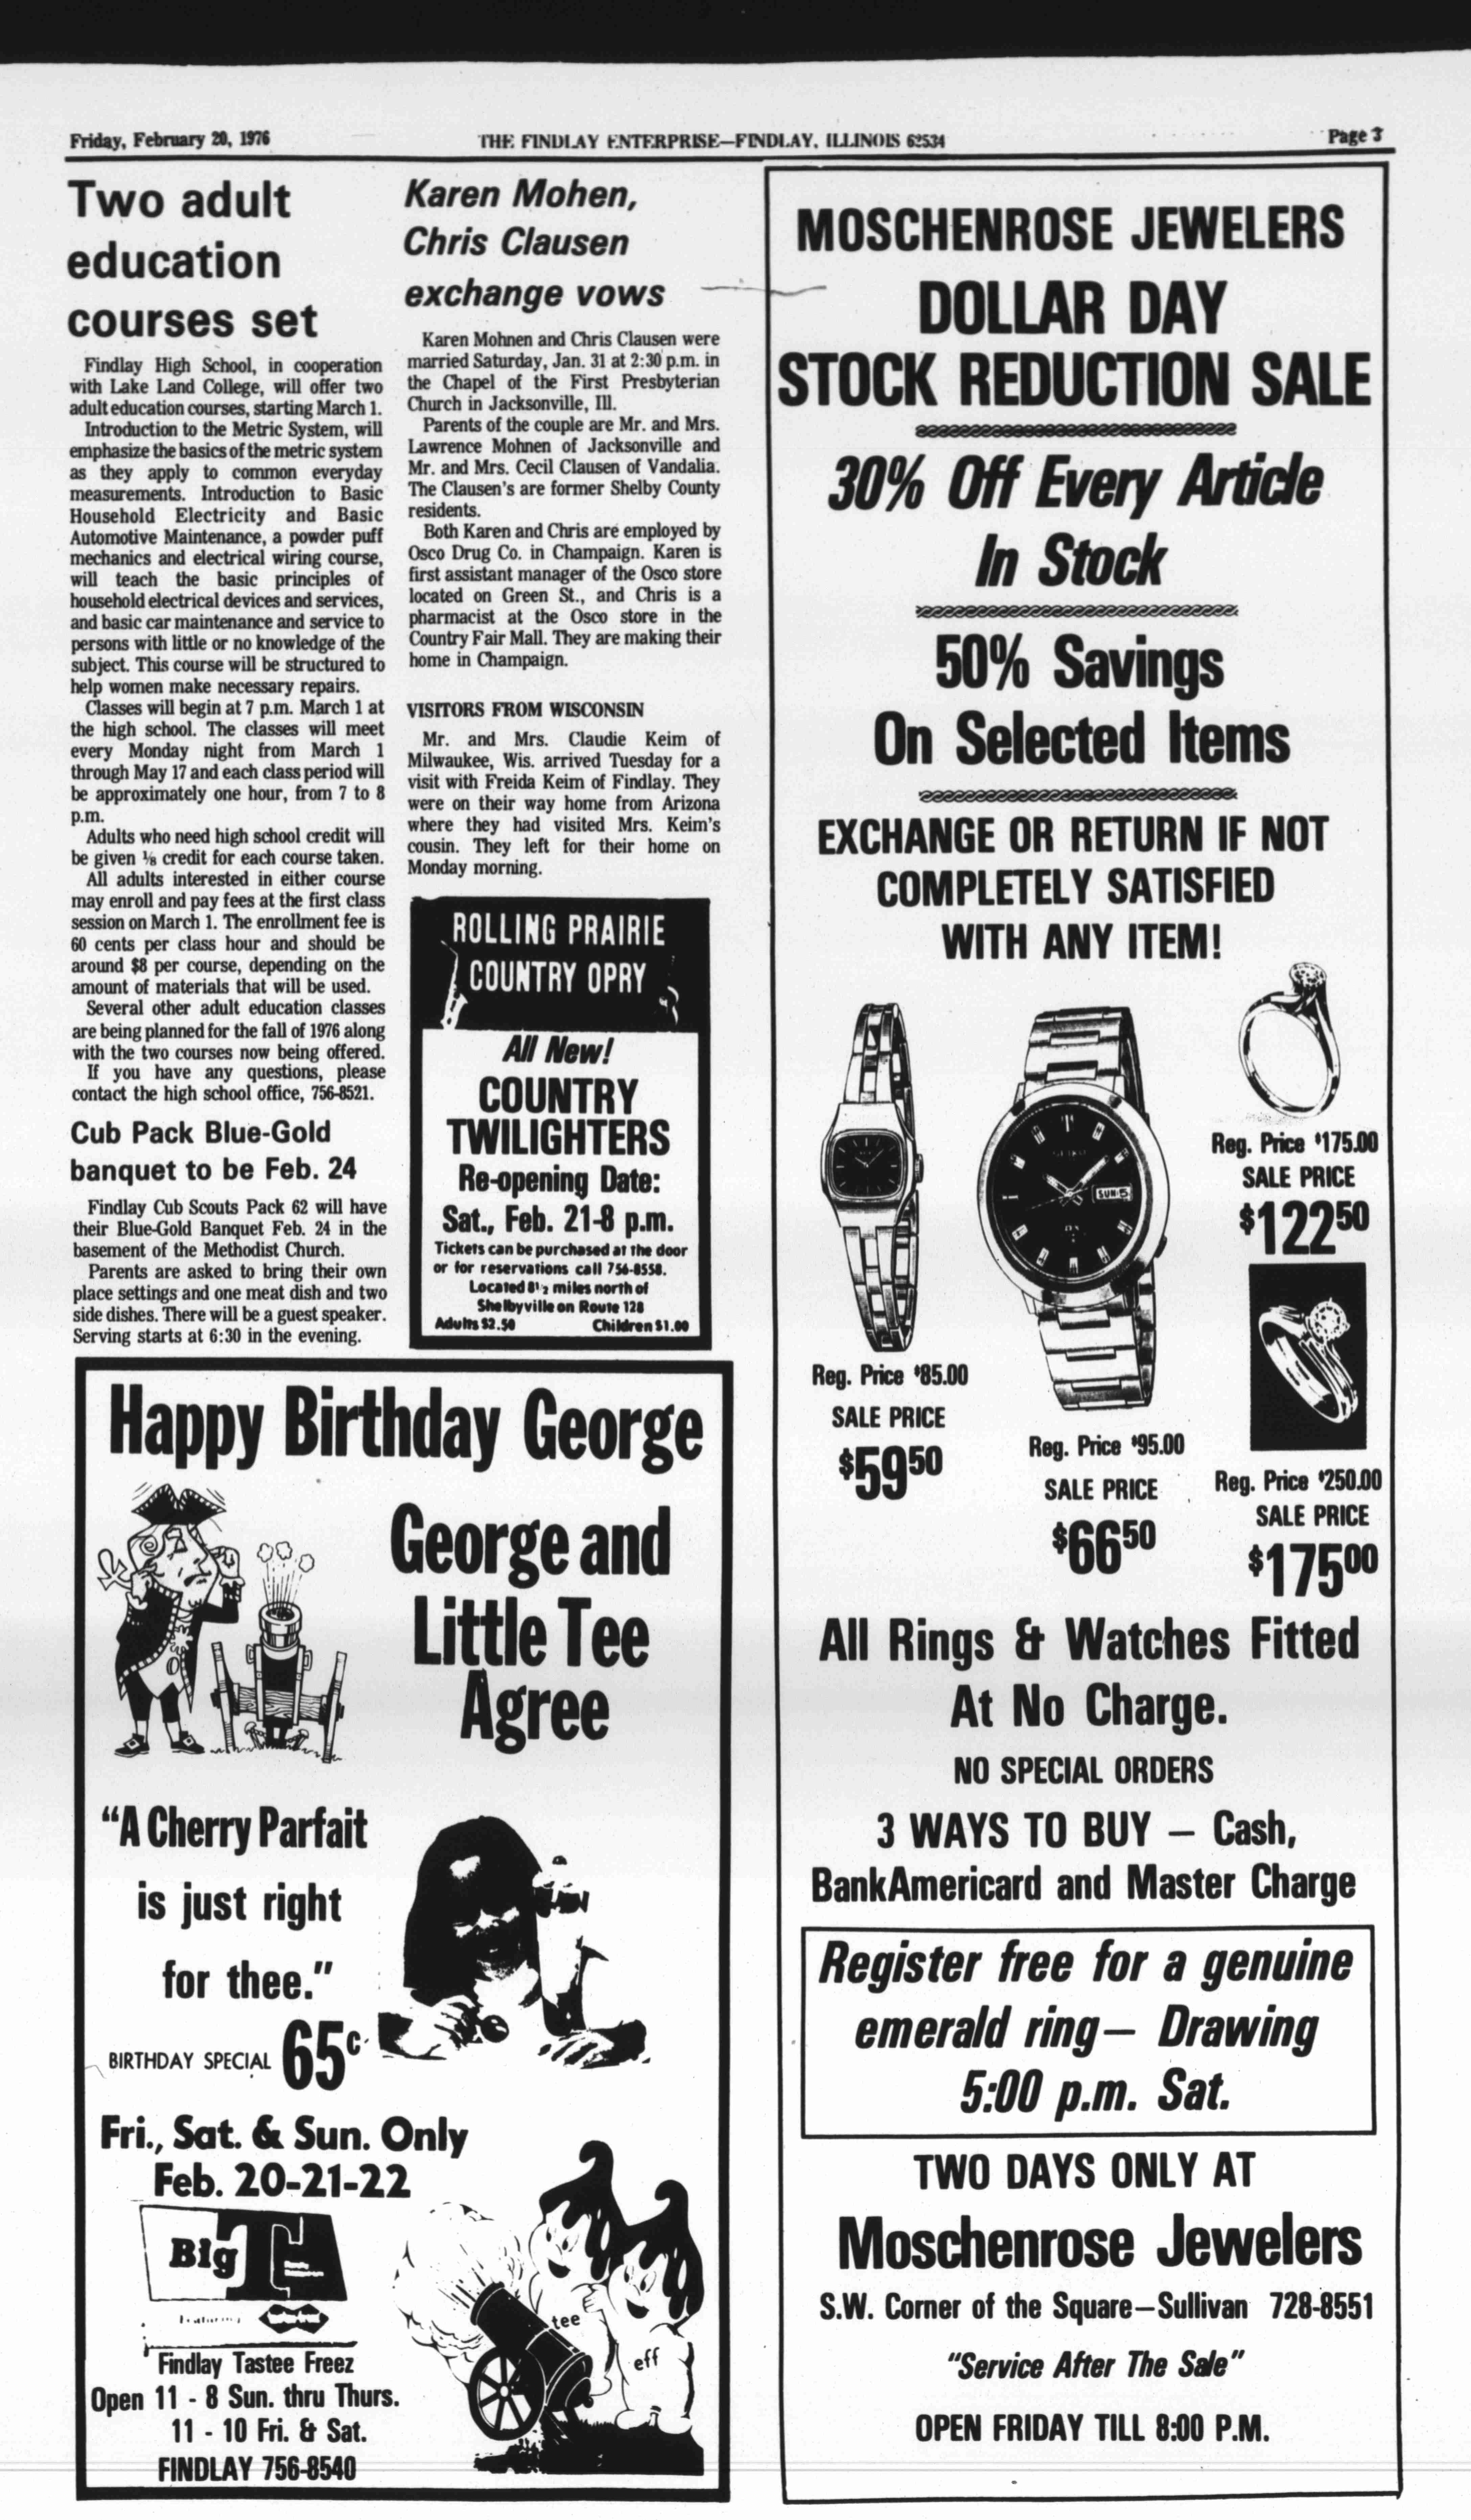 Friday, February 20, 1976
THE FINDLAY ENTERPRISE—FINDLAY, ILLINOIS 62534
Page 3
Two adult
education
courses set
Findlay High School, in cooperation
with Lake Land College, will offer two
adult education courses, starting March 1.
Introduction to the Metric System, will
emphasize the basics of the metric system
as they apply to common everyday
measurements. Introduction to Basic
Household Electricity and Basic
Automotive Maintenance, a powder puff
mechanics and electrical wiring course,
will teach the basic principles of
household electrical devices and services,
and basic car maintenance and service to
persons with little or no knowledge of the
subject. This course will be structured to
help women make necessary repairs.
Classes will begin at 7 p.m. March 1 at
the high school. The classes will meet
every Monday night from March 1
through May 17 and each class period will
be approximately one hour, from 7 to 8
p.m.
Adults who need high school credit will
be given ⅛ credit for each course taken.
All adults interested in either course
may enroll and pay fees at the first class
session on March 1. The enrollment fee is
60 cents per class hour and should be
around $8 per course, depending on the
amount of materials that will be used.
Several other adult education classes
are being planned for the fall of 1976 along
with the two courses now being offered.
If you have any questions, please
contact the high school office, 756-8521.
Cub Pack Blue-Gold
banquet to be Feb. 24
Findlay Cub Scouts Pack 62 will have
their Blue-Gold Banquet Feb. 24 in the
basement of the Methodist Church.
Parents are asked to bring their own
place settings and one meat dish and two
side dishes. There will be a guest speaker.
Serving starts at 6:30 in the evening.
Karen Mohen,
Chris Clausen
exchange vows
Karen Mohnen and Chris Clausen were
married Saturday, Jan. 31 at 2:30 p.m. in
the Chapel of the First Presbyterian
Church in Jacksonville, Ill.
Parents of the couple are Mr. and Mrs.
Lawrence Mohnen of Jacksonville and
Mr. and Mrs. Cecil Clausen of Vandalia.
The Clausen's are former Shelby County
residents.
Both Karen and Chris are employed by
Osco Drug Co. in Champaign. Karen is
first assistant manager of the Osco store
located on Green St., and Chris is a
pharmacist at the Osco store in the
Country Fair Mall. They are making their
home in Champaign.
VISITORS FROM WISCONSIN
Mr. and Mrs. Claudie Keim of
Milwaukee, Wis. arrived Tuesday for a
visit with Freida Keim of Findlay. They
were on their way home from Arizona
where they had visited Mrs. Keim's
cousin. They left for their home on
Monday morning.
ROLLING PRAIRIE
COUNTRY OPRY
All New!
COUNTRY
TWILIGHTERS
Re-opening Date:
Sat., Feb. 21-8 p.m.
Tickets can be purchased at the door
or for reservations call 756-8558.
Located 8½ miles north of
Shelbyville on Route 128
Adults $2.50 Children $1.00
Happy Birthday George
George and
Little Tee
Agree
"A Cherry Parfait
is just right
for thee."
BIRTHDAY SPECIAL 65c
Fri., Sat. & Sun. Only
Feb. 20-21-22
Big T
Featuring
tee
eff
Findlay Tastee Freez
Open 11 - 8 Sun. thru Thurs.
11 - 10 Fri. & Sat.
FINDLAY 756-8540
MOSCHENROSE JEWELERS
DOLLAR DAY
STOCK REDUCTION SALE
30% Off Every Article
In Stock
50% Savings
On Selected Items
EXCHANGE OR RETURN IF NOT
COMPLETELY SATISFIED
WITH ANY ITEM!
SEIKO
SUN 5
Reg. Price $175.00
SALE PRICE
$12250
Reg. Price $85.00
SALE PRICE
$5950
Reg. Price $95.00
SALE PRICE
$6650
Reg. Price $250.00
SALE PRICE
$17500
All Rings & Watches Fitted
At No Charge.
NO SPECIAL ORDERS
3 WAYS TO BUY — Cash,
BankAmericard and Master Charge
Register free for a genuine
emerald ring— Drawing
5:00 p.m. Sat.
TWO DAYS ONLY AT
Moschenrose Jewelers
S.W. Corner of the Square—Sullivan 728-8551
"Service After The Sale"
OPEN FRIDAY TILL 8:00 P.M.